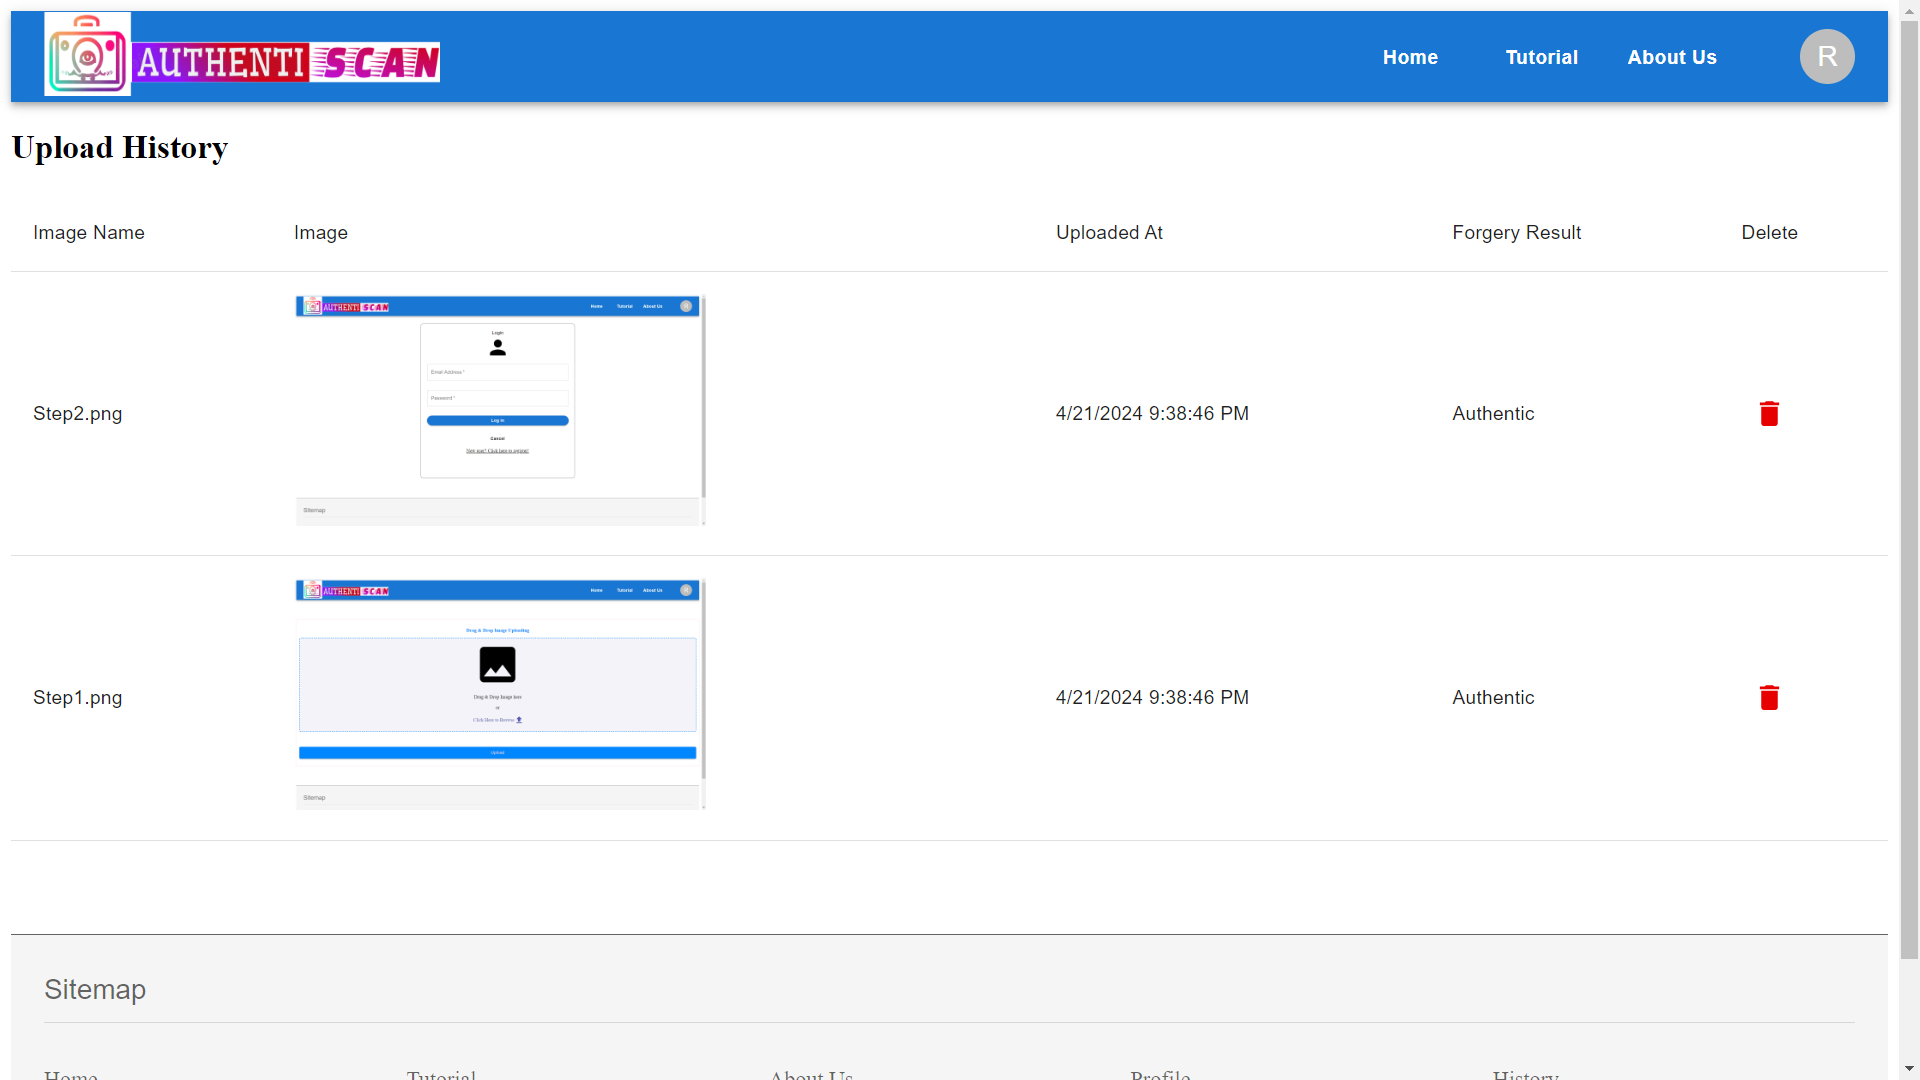 AUTHENTI SCAN
Home Tutorial About Us R
Upload History
Image Name Image Uploaded At Forgery Result Delete
AUTHENTI SCAN Home Tutorial About Us R
Login
Email Address *
Password *
Log In
Cancel
New user? Click here to register!
Sitemap
Step2.png 4/21/2024 9:38:46 PM Authentic
AUTHENTI SCAN Home Tutorial About Us R
Drag & Drop Image Uploading
Drag & Drop Image here
or
Click Here to Browse
Upload
Sitemap
Step1.png 4/21/2024 9:38:46 PM Authentic
Sitemap
Home Tutorial About Us Profile History